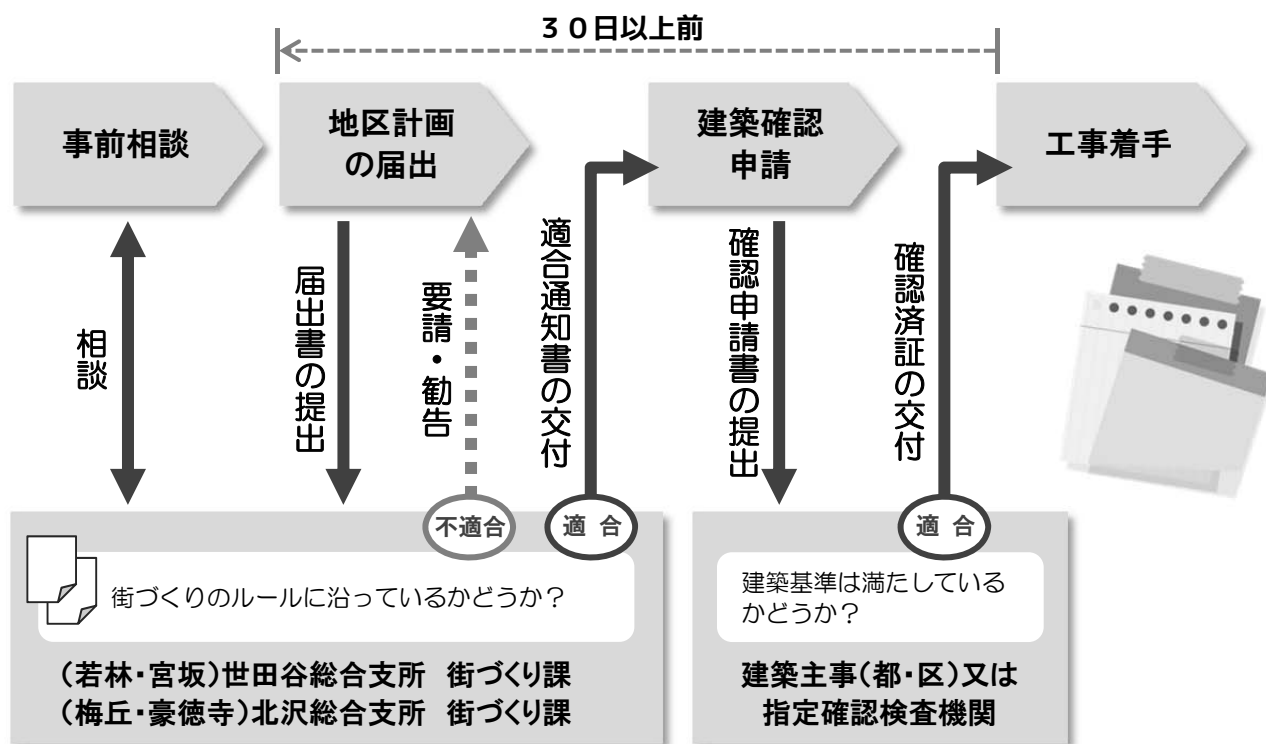 ３０日以上前
事前相談
地区計画
の届出
建築確認
申請
工事着手
相談
届出書の提出
要請・勧告
適合通知書の交付
確認申請書の提出
確認済証の交付
不適合
適 合
適 合
街づくりのルールに沿っているかどうか？
建築基準は満たしている
かどうか？
（若林・宮坂）世田谷総合支所 街づくり課
（梅丘・豪徳寺）北沢総合支所 街づくり課
建築主事（都・区）又は
指定確認検査機関